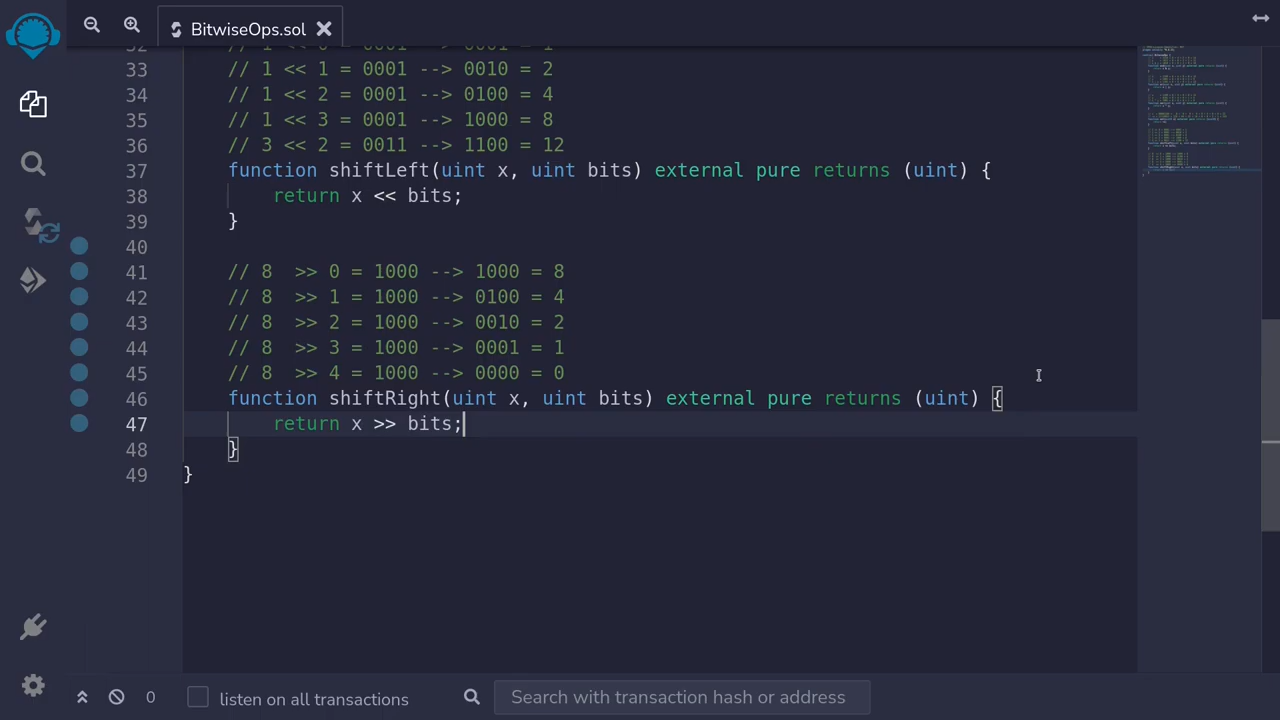 BitwiseOps.sol
33 // 1 << 1 = 0001 --> 0010 = 2
34 // 1 << 2 = 0001 --> 0100 = 4
35 // 1 << 3 = 0001 --> 1000 = 8
36 // 3 << 2 = 0011 --> 1100 = 12
37 function shiftLeft(uint x, uint bits) external pure returns (uint) {
38 return x << bits;
39 }
40
41 // 8  >> 0 = 1000 --> 1000 = 8
42 // 8  >> 1 = 1000 --> 0100 = 4
43 // 8  >> 2 = 1000 --> 0010 = 2
44 // 8  >> 3 = 1000 --> 0001 = 1
45 // 8  >> 4 = 1000 --> 0000 = 0
46 function shiftRight(uint x, uint bits) external pure returns (uint) {
47 return x >> bits;
48 }
49 }
0 listen on all transactions Search with transaction hash or address